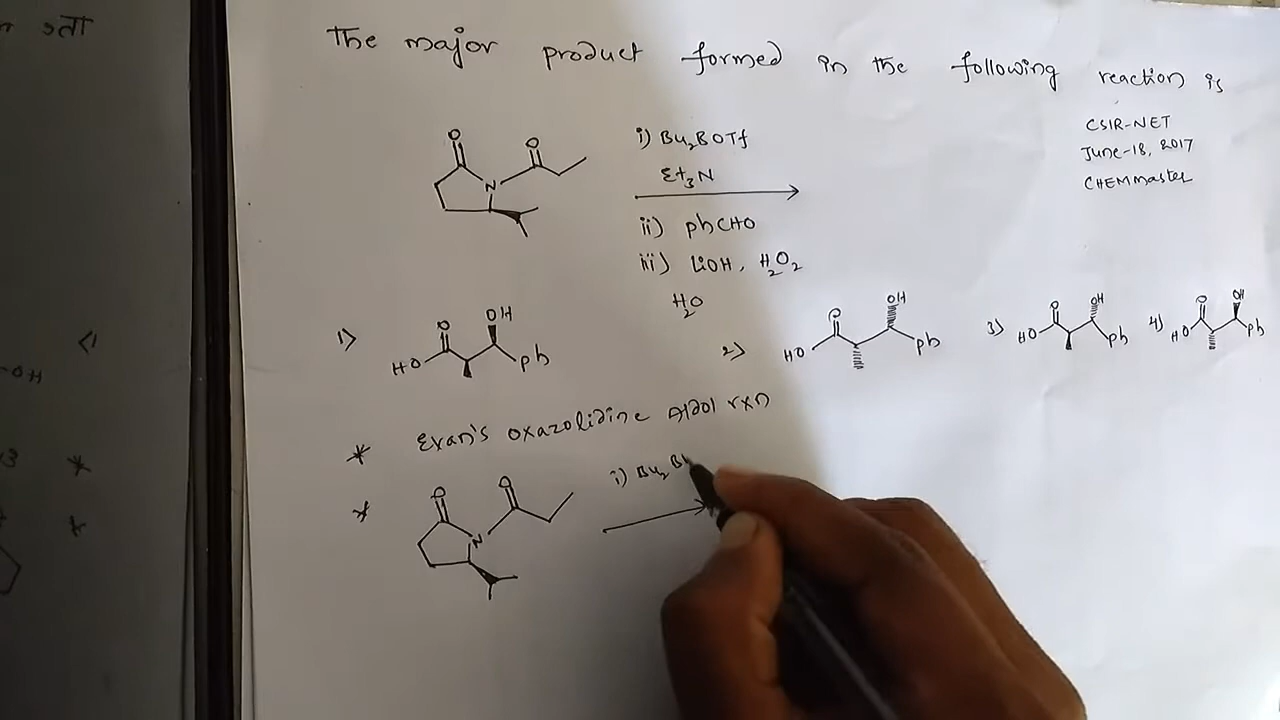 The major product formed in the following reaction is
CSIR-NET
June-18, 2017
CHEMmaster
O
O
N
i) Bu₂BOTf
Et₃N
ii) phCHO
iii) LiOH, H₂O₂
H₂O
1)
O
OH
HO
ph
2)
O
OH
HO
ph
3)
O
OH
HO
ph
4)
O
OH
HO
ph
* Evan's oxazolidine Aldol rxn
*
O
O
N
i) Bu₂B
-OH
*
*